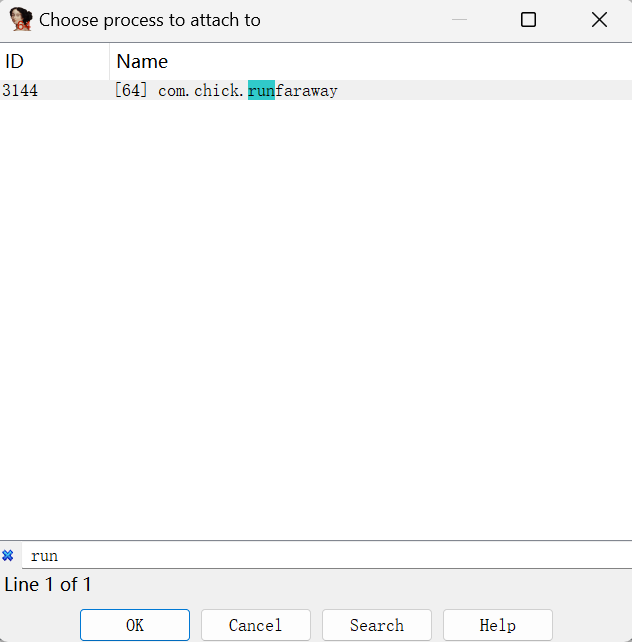 Choose process to attach to
ID Name
3144 [64] com.chick.runfaraway
run
Line 1 of 1
OK Cancel Search Help